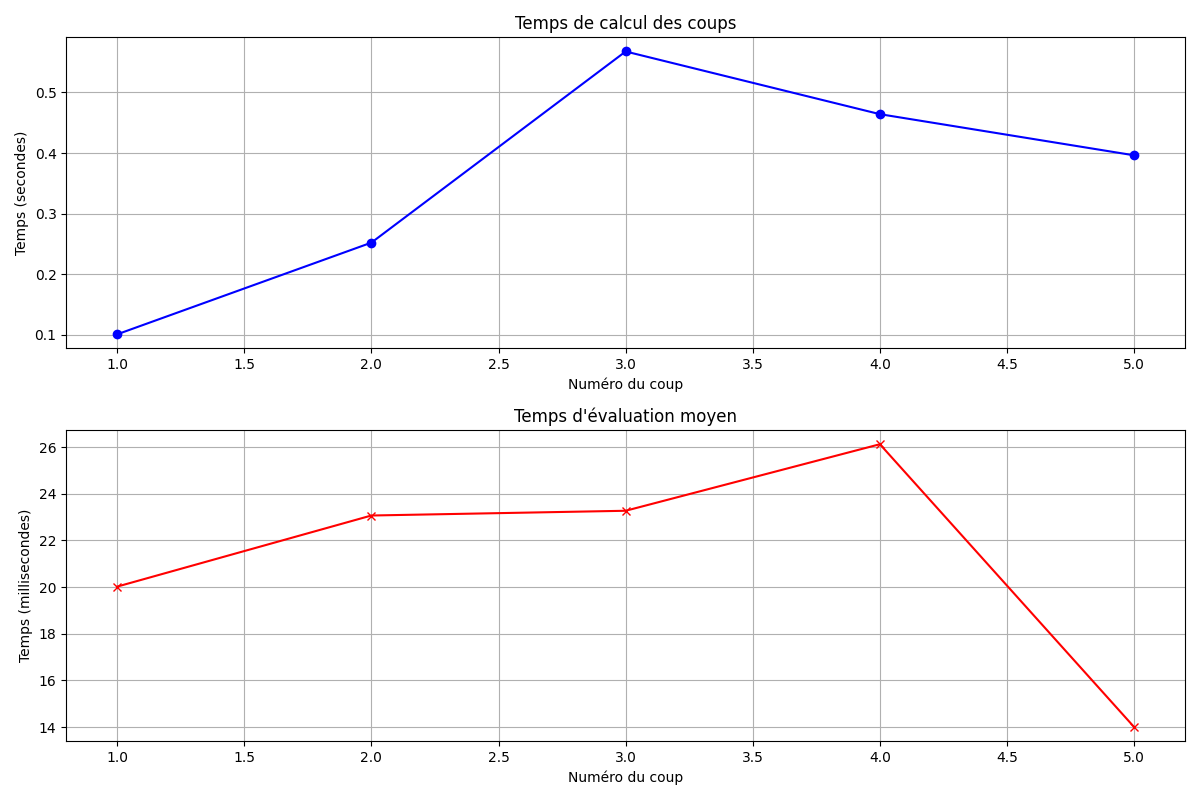 Temps de calcul des coups
Temps (secondes)
0.5
0.4
0.3
0.2
0.1
1.0 1.5 2.0 2.5 3.0 3.5 4.0 4.5 5.0
Numéro du coup
Temps d'évaluation moyen
Temps (millisecondes)
26
24
22
20
18
16
14
1.0 1.5 2.0 2.5 3.0 3.5 4.0 4.5 5.0
Numéro du coup